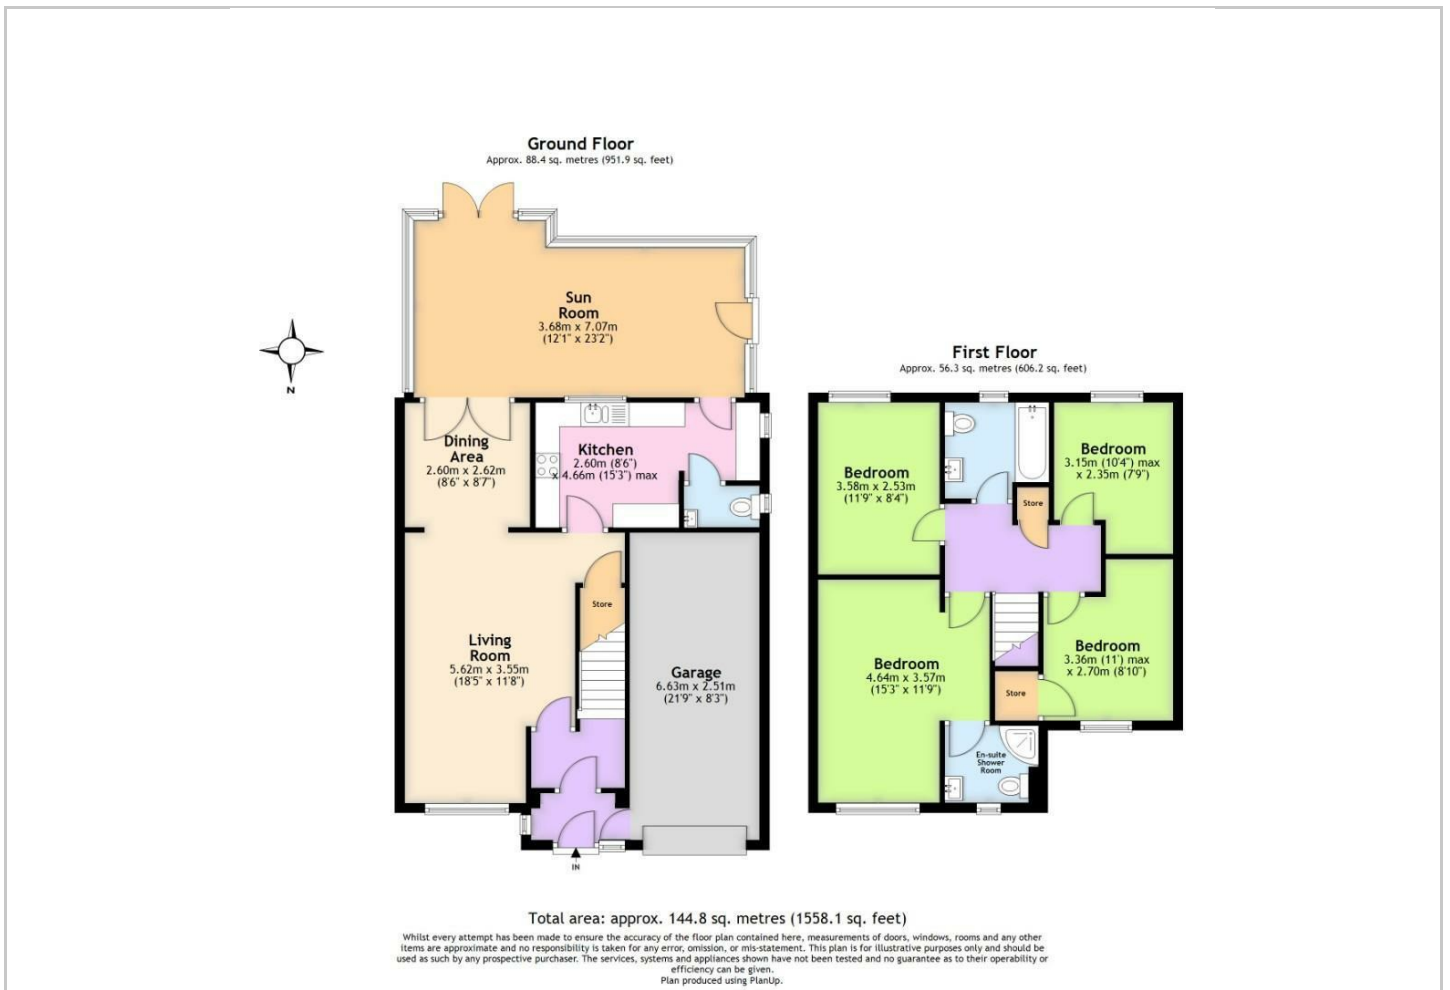 Ground Floor
Approx. 88.4 sq. metres (951.9 sq. feet)
Sun
Room
3.68m x 7.07m
(12'1" x 23'2")
N
Dining
Area
2.60m x 2.62m
(8'6" x 8'7")
Kitchen
2.60m (8'6")
x 4.66m (15'3") max
Store
Living
Room
5.62m x 3.55m
(18'5" x 11'8")
Garage
6.63m x 2.51m
(21'9" x 8'3")
IN
First Floor
Approx. 56.3 sq. metres (606.2 sq. feet)
Bedroom
3.58m x 2.53m
(11'9" x 8'4")
Bedroom
3.15m (10'4") max
x 2.35m (7'9")
Store
Bedroom
4.64m x 3.57m
(15'3" x 11'9")
Bedroom
3.36m (11') max
x 2.70m (8'10")
Store
En-suite
Shower
Room
Total area: approx. 144.8 sq. metres (1558.1 sq. feet)
Whilst every attempt has been made to ensure the accuracy of the floor plan contained here, measurements of doors, windows, rooms and any other
items are approximate and no responsibility is taken for any error, omission, or mis-statement. This plan is for illustrative purposes only and should be
used as such by any prospective purchaser. The services, systems and appliances shown have not been tested and no guarantee as to their operability or
efficiency can be given.
Plan produced using PlanUp.